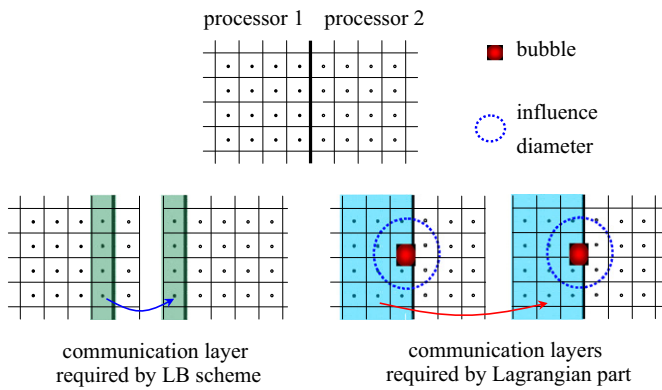 processor 1 processor 2
bubble
influence
diameter
communication layer
required by LB scheme
communication layers
required by Lagrangian part